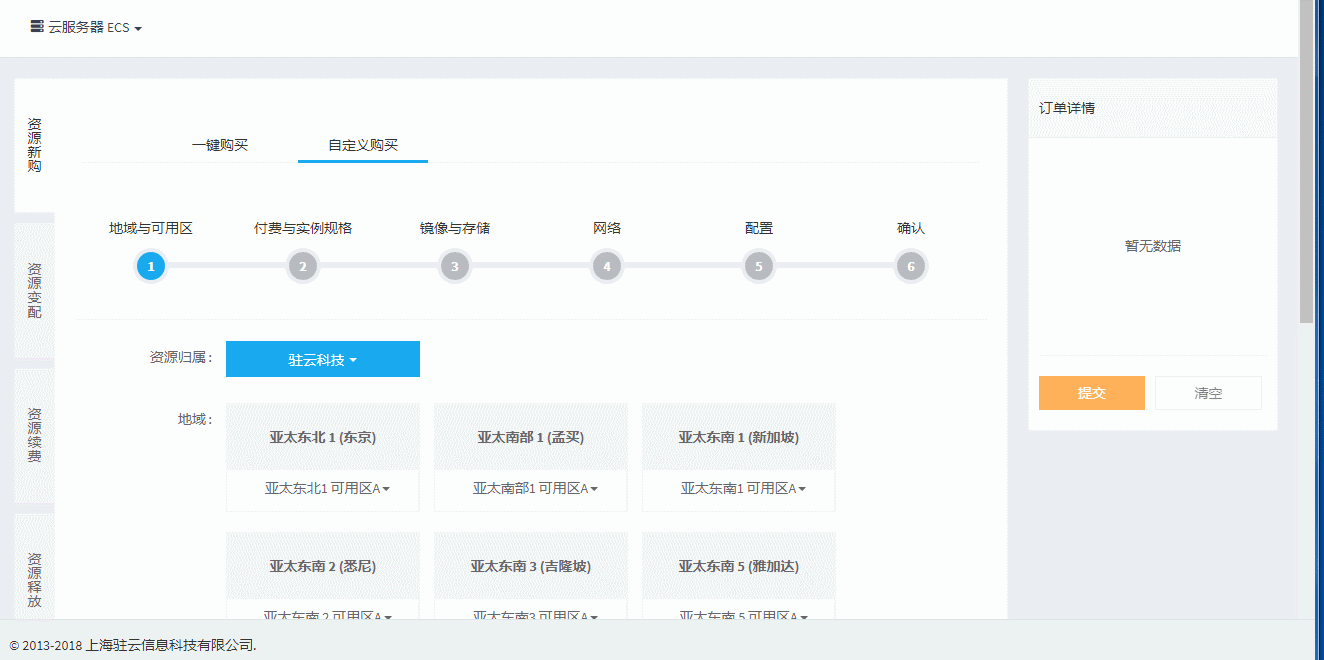 云服务器 ECS
资源新购
资源变配
资源续费
资源释放
一键购买 自定义购买
地域与可用区 付费与实例规格 镜像与存储 网络 配置 确认
1 2 3 4 5 6
资源归属 : 驻云科技
地域 :
亚太东北 1 (东京) 亚太南部 1 (孟买) 亚太东南 1 (新加坡)
亚太东北1 可用区A 亚太南部1 可用区A 亚太东南1 可用区A
亚太东南 2 (悉尼) 亚太东南 3 (吉隆坡) 亚太东南 5 (雅加达)
亚太东南 2 可用区A 亚太东南3 可用区A 亚太东南 5 可用区A
订单详情
暂无数据
提交 清空
© 2013-2018 上海驻云信息科技有限公司.